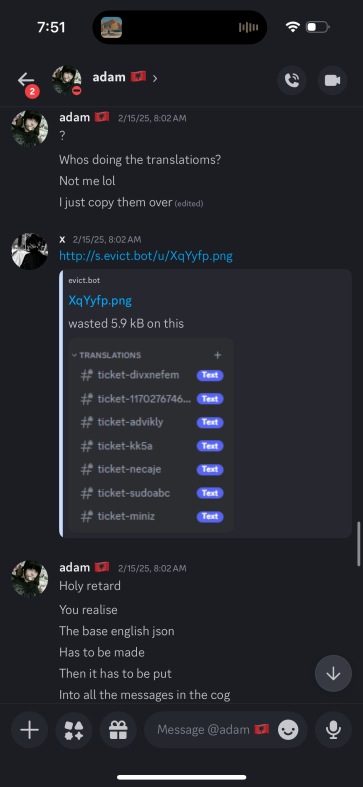 7:51
adam 🇦🇱 ›
2
adam 🇦🇱 2/15/25, 8:02 AM
?
Whos doing the translatioms?
Not me lol
I just copy them over (edited)
x 2/15/25, 8:02 AM
http://s.evict.bot/u/XqYyfp.png
evict.bot
XqYyfp.png
wasted 5.9 kB on this
TRANSLATIONS +
ticket-divxnefem Text
ticket-1170276746... Text
ticket-advikly Text
ticket-kk5a Text
ticket-necaje Text
ticket-sudoabc Text
ticket-miniz Text
adam 🇦🇱 2/15/25, 8:02 AM
Holy retard
You realise
The base english json
Has to be made
Then it has to be put
Into all the messages in the cog
Message @adam 🇦🇱